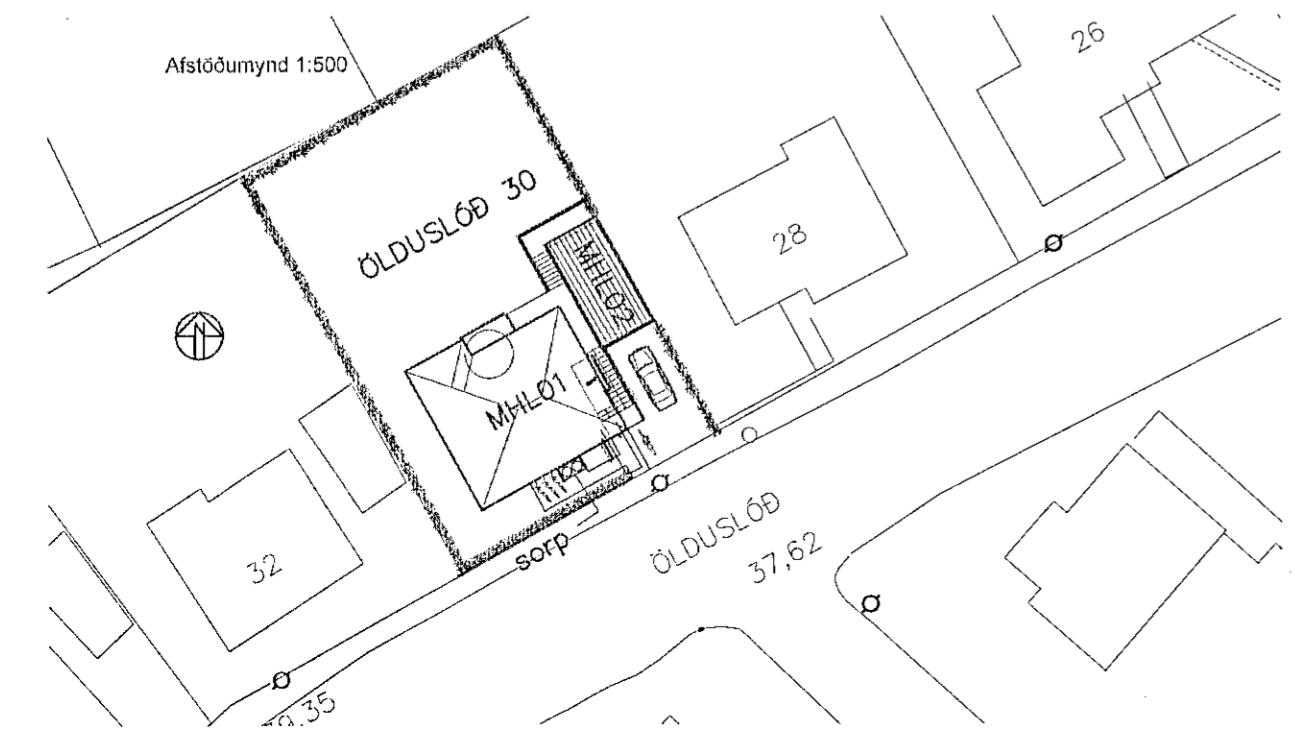 Afstöðumynd 1:500
26
ÖLDUSLÓÐ 30
28
MHL02
MHL01
32
sorp
ÖLDUSLÓÐ
37,62